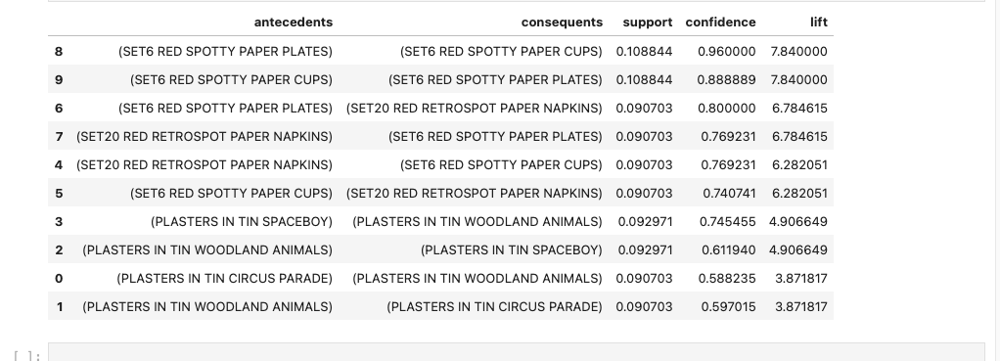 antecedents consequents support confidence lift
8 (SET6 RED SPOTTY PAPER PLATES) (SET6 RED SPOTTY PAPER CUPS) 0.108844 0.960000 7.840000
9 (SET6 RED SPOTTY PAPER CUPS) (SET6 RED SPOTTY PAPER PLATES) 0.108844 0.888889 7.840000
6 (SET6 RED SPOTTY PAPER PLATES) (SET20 RED RETROSPOT PAPER NAPKINS) 0.090703 0.800000 6.784615
7 (SET20 RED RETROSPOT PAPER NAPKINS) (SET6 RED SPOTTY PAPER PLATES) 0.090703 0.769231 6.784615
4 (SET20 RED RETROSPOT PAPER NAPKINS) (SET6 RED SPOTTY PAPER CUPS) 0.090703 0.769231 6.282051
5 (SET6 RED SPOTTY PAPER CUPS) (SET20 RED RETROSPOT PAPER NAPKINS) 0.090703 0.740741 6.282051
3 (PLASTERS IN TIN SPACEBOY) (PLASTERS IN TIN WOODLAND ANIMALS) 0.092971 0.745455 4.906649
2 (PLASTERS IN TIN WOODLAND ANIMALS) (PLASTERS IN TIN SPACEBOY) 0.092971 0.611940 4.906649
0 (PLASTERS IN TIN CIRCUS PARADE) (PLASTERS IN TIN WOODLAND ANIMALS) 0.090703 0.588235 3.871817
1 (PLASTERS IN TIN WOODLAND ANIMALS) (PLASTERS IN TIN CIRCUS PARADE) 0.090703 0.597015 3.871817
[ ]: